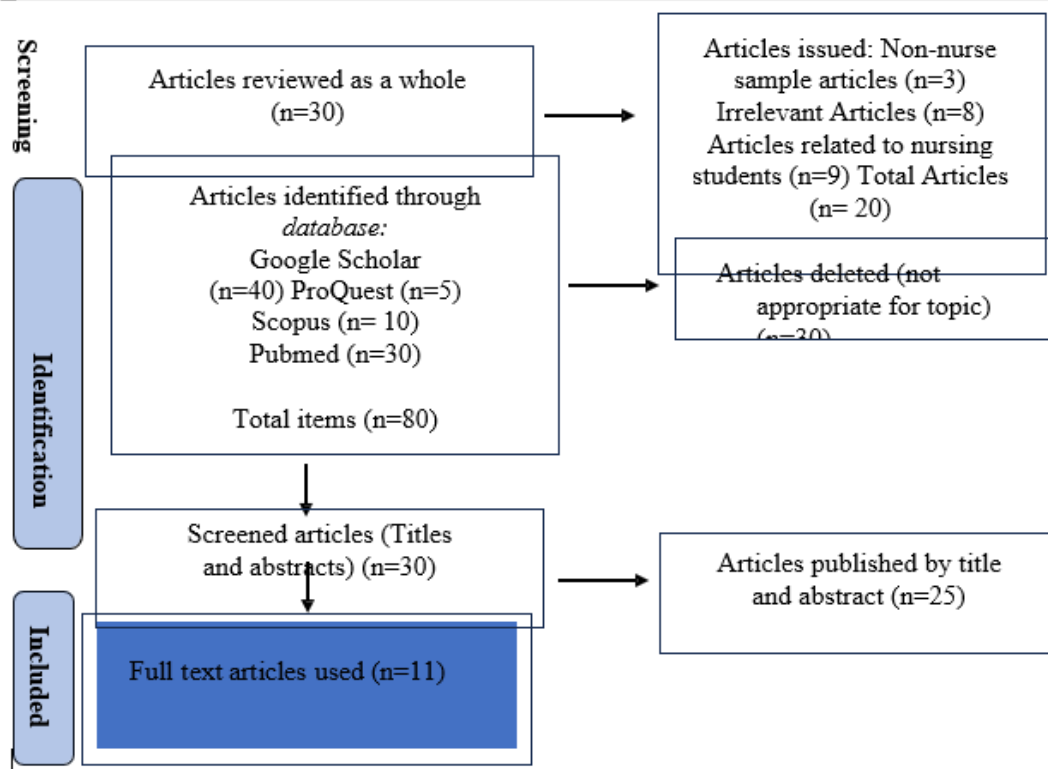 Screening
Articles reviewed as a whole
(n=30)
Articles issued: Non-nurse
sample articles (n=3)
Irrelevant Articles (n=8)
Articles related to nursing
students (n=9) Total Articles
(n= 20)
Identification
Articles identified through
database:
Google Scholar
(n=40) ProQuest (n=5)
Scopus (n= 10)
Pubmed (n=30)
Total items (n=80)
Articles deleted (not
appropriate for topic)
(n=30)
Screened articles (Titles
and abstracts) (n=30)
Articles published by title
and abstract (n=25)
Included
Full text articles used (n=11)